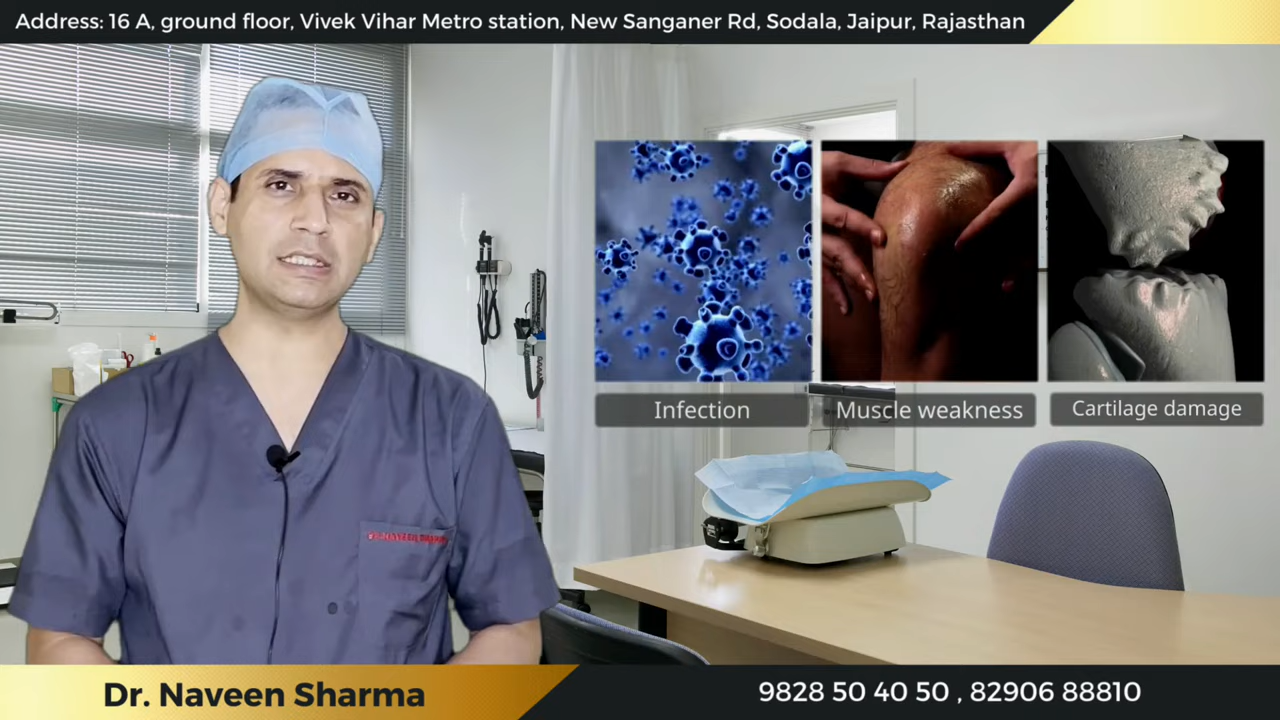 Address: 16 A, ground floor, Vivek Vihar Metro station, New Sanganer Rd, Sodala, Jaipur, Rajasthan
Infection
Muscle weakness
Cartilage damage
Dr. Naveen Sharma
9828 50 40 50 , 82906 88810